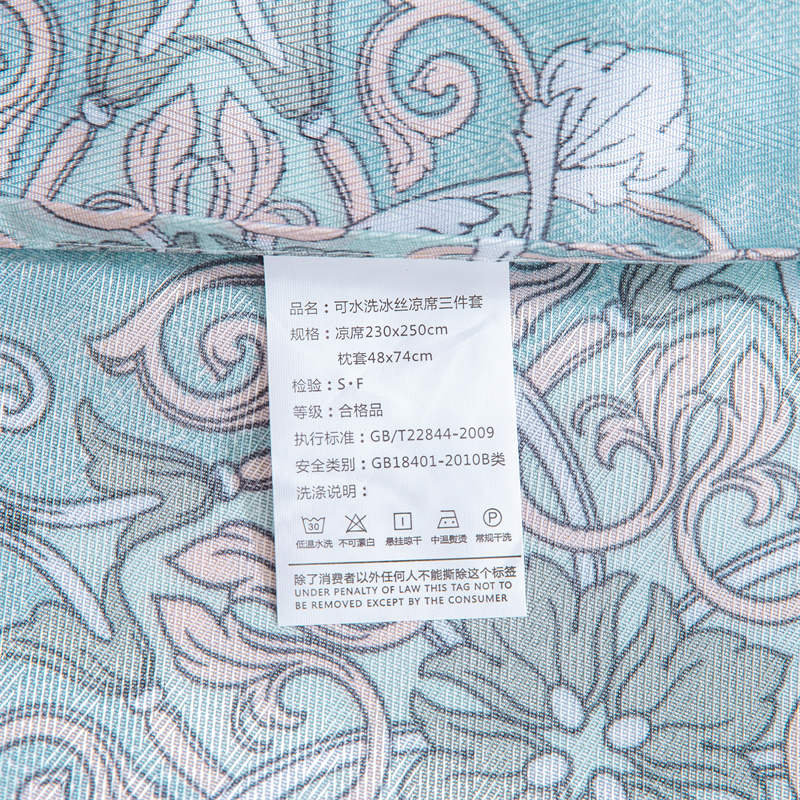 品名：可水洗冰丝凉席三件套
规格：凉席230x250cm
枕套48x74cm
检验：S·F
等级：合格品
执行标准：GB/T22844-2009
安全类别：GB18401-2010B类
洗涤说明：
30 P
低温水洗 不可漂白 悬挂晾干 中温熨烫 常规干洗
除了消费者以外任何人不能撕除这个标签
UNDER PENALTY OF LAW THIS TAG NOT TO
BE REMOVED EXCEPT BY THE CONSUMER